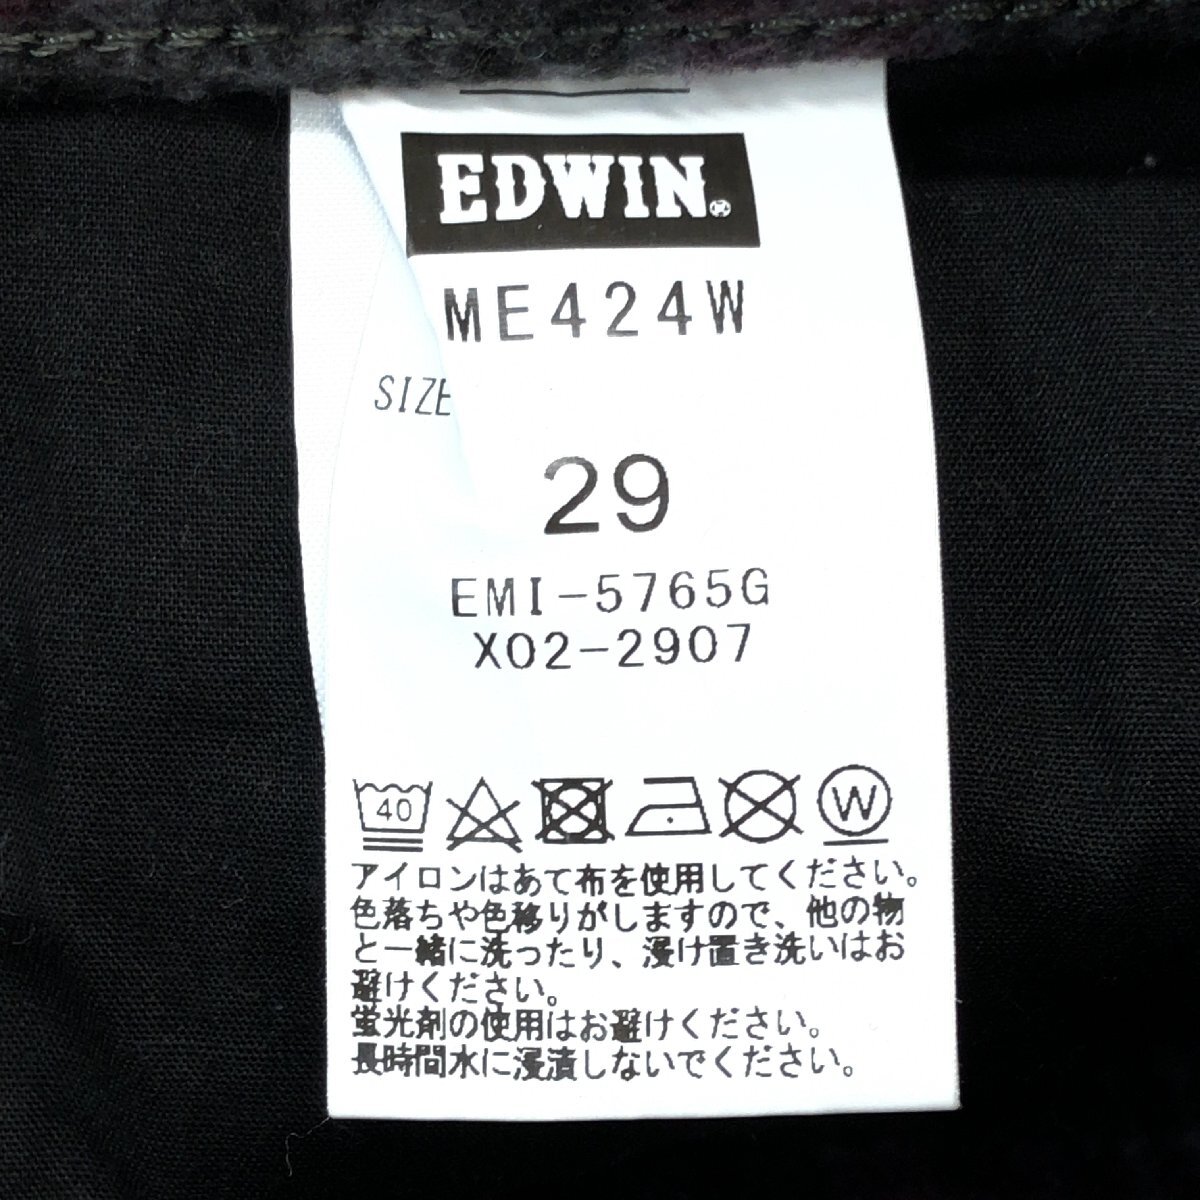 EDWIN
ME424W
SIZE
29
EMI-5765G
X02-2907
40 W
アイロンはあて布を使用してください。
色落ちや色移りがしますので、他の物
と一緒に洗ったり、浸け置き洗いはお
避けください。
蛍光剤の使用はお避けください。
長時間水に浸漬しないでください。